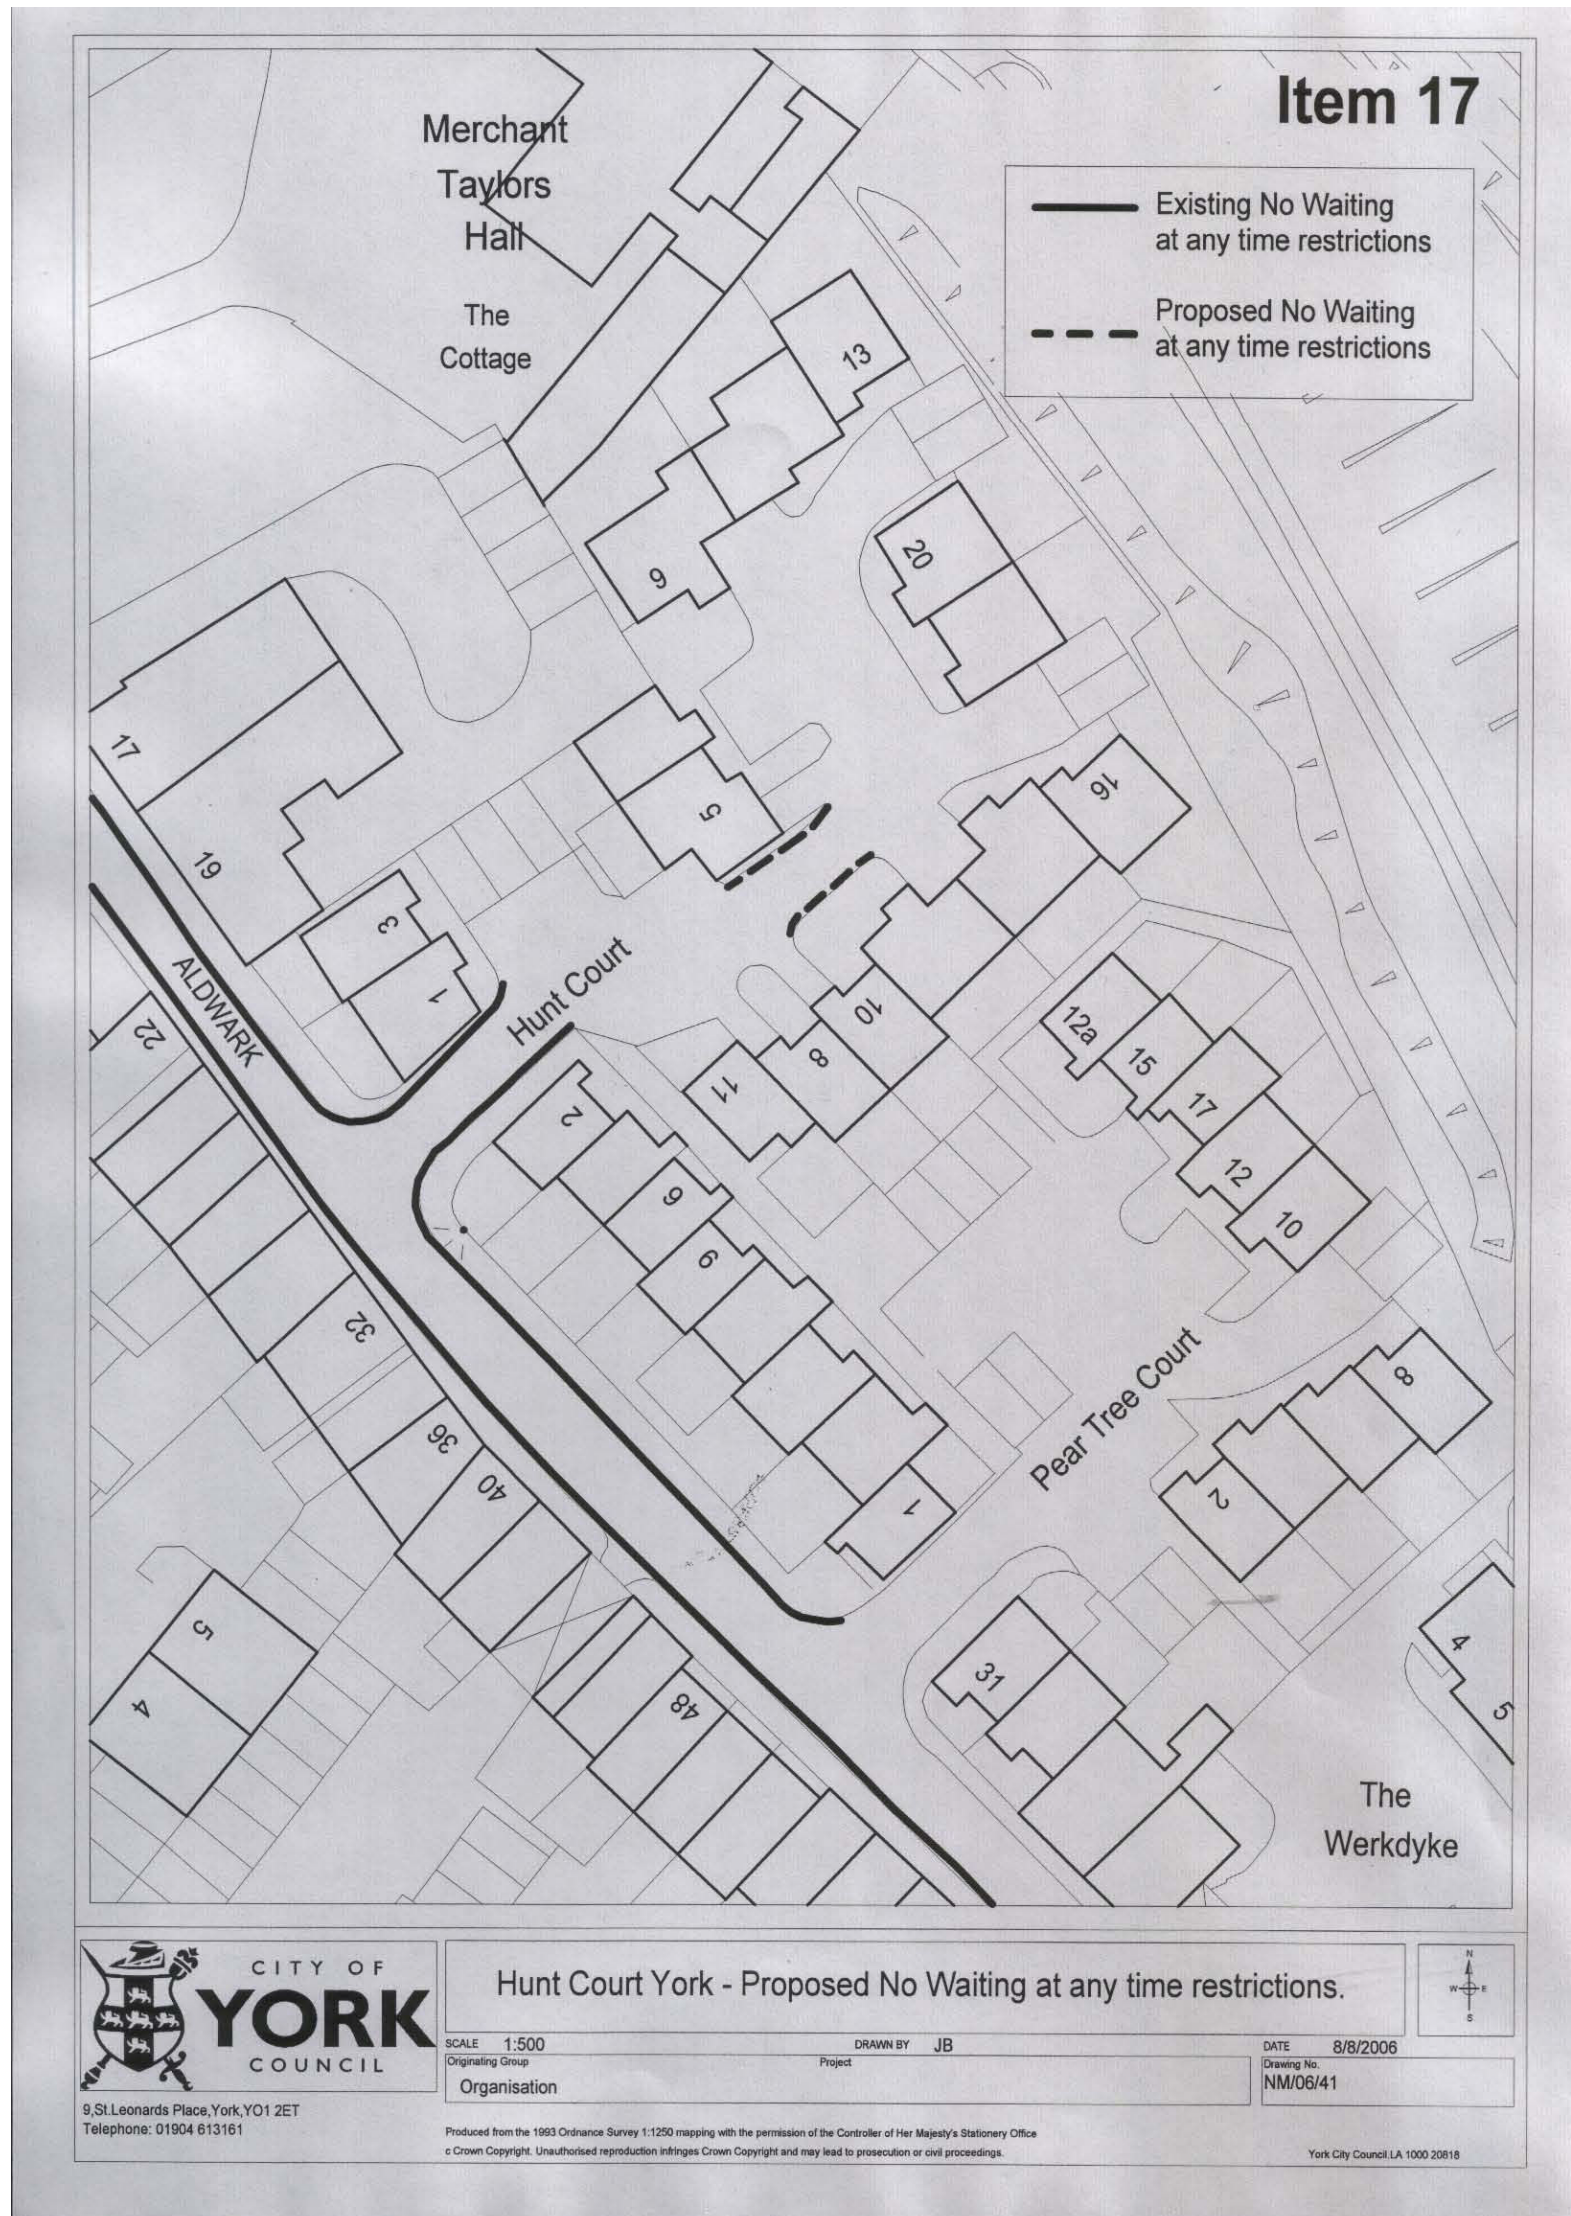 Item 17
Merchant
Taylors
Hall
Existing No Waiting
at any time restrictions
Proposed No Waiting
at any time restrictions
The
Cottage
13
9
20
17
19
5
16
3
1
Hunt Court
ALDWARK
22
10
8
11
12a
15
17
12
10
2
6
9
32
36
40
1
Pear Tree Court
8
2
5
4
48
31
4
5
The
Werkdyke
CITY OF
YORK
COUNCIL
9,St.Leonards Place,York,YO1 2ET
Telephone: 01904 613161
Hunt Court York - Proposed No Waiting at any time restrictions.
N
W E
S
SCALE 1:500
DRAWN BY JB
DATE 8/8/2006
Originating Group
Organisation
Project
Drawing No.
NM/06/41
Produced from the 1993 Ordnance Survey 1:1250 mapping with the permission of the Controller of Her Majesty's Stationery Office
c Crown Copyright. Unauthorised reproduction infringes Crown Copyright and may lead to prosecution or civil proceedings.
York City Council.LA 1000 20818